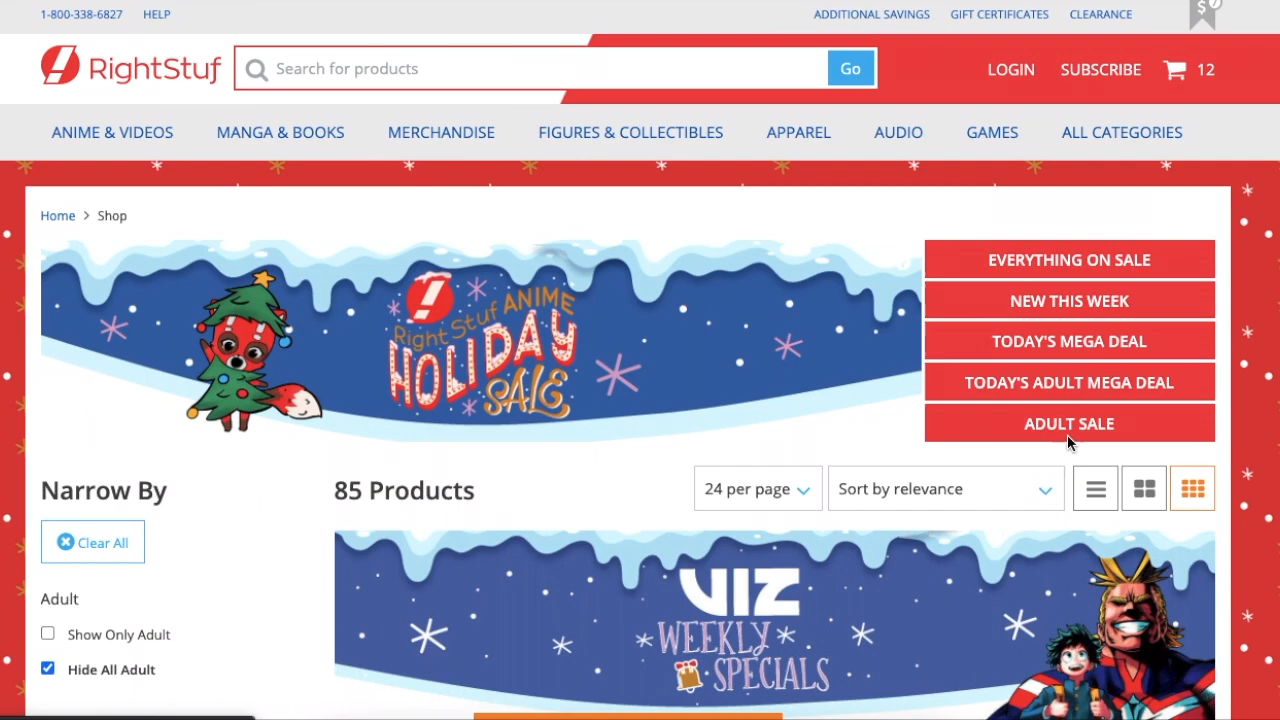 1-800-338-6827 HELP ADDITIONAL SAVINGS GIFT CERTIFICATES CLEARANCE $
RightStuf Search for products Go LOGIN SUBSCRIBE 12
ANIME & VIDEOS MANGA & BOOKS MERCHANDISE FIGURES & COLLECTIBLES APPAREL AUDIO GAMES ALL CATEGORIES
Home > Shop
Right Stuf ANIME
HOLIDAY
SALE
EVERYTHING ON SALE
NEW THIS WEEK
TODAY'S MEGA DEAL
TODAY'S ADULT MEGA DEAL
ADULT SALE
Narrow By
85 Products 24 per page Sort by relevance
Clear All
Adult
Show Only Adult
Hide All Adult
VIZ
WEEKLY
SPECIALS